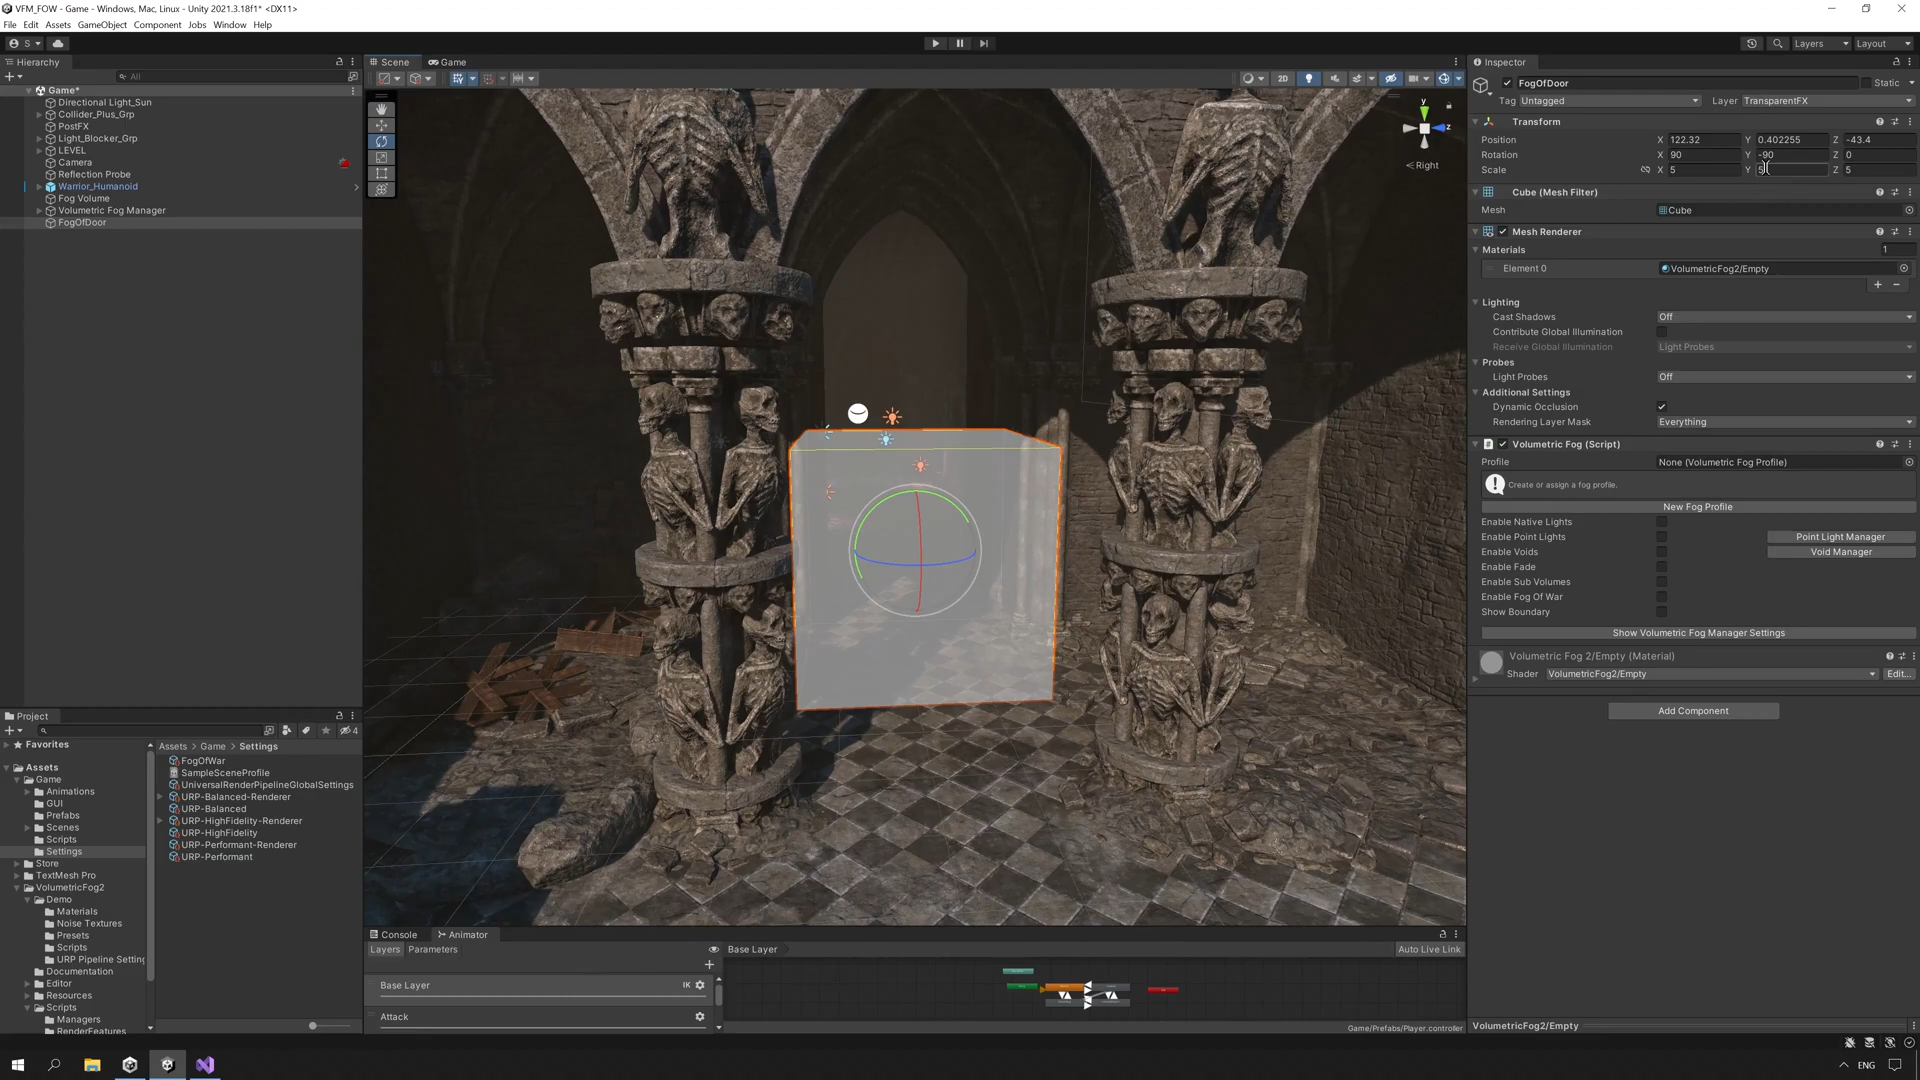 VFM_FOW - Game - Windows, Mac, Linux - Unity 2021.3.18f1* <DX11>
File Edit Assets GameObject Component Jobs Window Help
S
Layers
Layout
Hierarchy
All
Game*
Directional Light_Sun
Collider_Plus_Grp
PostFX
Light_Blocker_Grp
LEVEL
Camera
Reflection Probe
Warrior_Humanoid
Fog Volume
Volumetric Fog Manager
FogOfDoor
Scene
Game
2D
y
z
< Right
Inspector
FogOfDoor
Static
Tag Untagged
Layer TransparentFX
Transform
Position X 122.32 Y 0.402255 Z -43.4
Rotation X 90 Y -90 Z 0
Scale X 5 Y 5 Z 5
Cube (Mesh Filter)
Mesh Cube
Mesh Renderer
Materials 1
Element 0 VolumetricFog2/Empty
Lighting
Cast Shadows Off
Contribute Global Illumination
Receive Global Illumination Light Probes
Probes
Light Probes Off
Additional Settings
Dynamic Occlusion
Rendering Layer Mask Everything
Volumetric Fog (Script)
Profile None (Volumetric Fog Profile)
Create or assign a fog profile.
New Fog Profile
Enable Native Lights
Enable Point Lights Point Light Manager
Enable Voids Void Manager
Enable Fade
Enable Sub Volumes
Enable Fog Of War
Show Boundary
Show Volumetric Fog Manager Settings
Volumetric Fog 2/Empty (Material)
Shader VolumetricFog2/Empty Edit...
Add Component
VolumetricFog2/Empty
Project
4
Favorites
Assets
Game
Animations
GUI
Prefabs
Scenes
Scripts
Settings
Store
TextMesh Pro
VolumetricFog2
Demo
Materials
Noise Textures
Presets
Scripts
URP Pipeline Setting
Documentation
Editor
Resources
Scripts
Managers
RenderFeatures
Assets > Game > Settings
FogOfWar
SampleSceneProfile
UniversalRenderPipelineGlobalSettings
URP-Balanced-Renderer
URP-Balanced
URP-HighFidelity-Renderer
URP-HighFidelity
URP-Performant-Renderer
URP-Performant
Console
Animator
Layers Parameters
Base Layer
Auto Live Link
Base Layer IK
Attack
Game/Prefabs/Player.controller
ENG